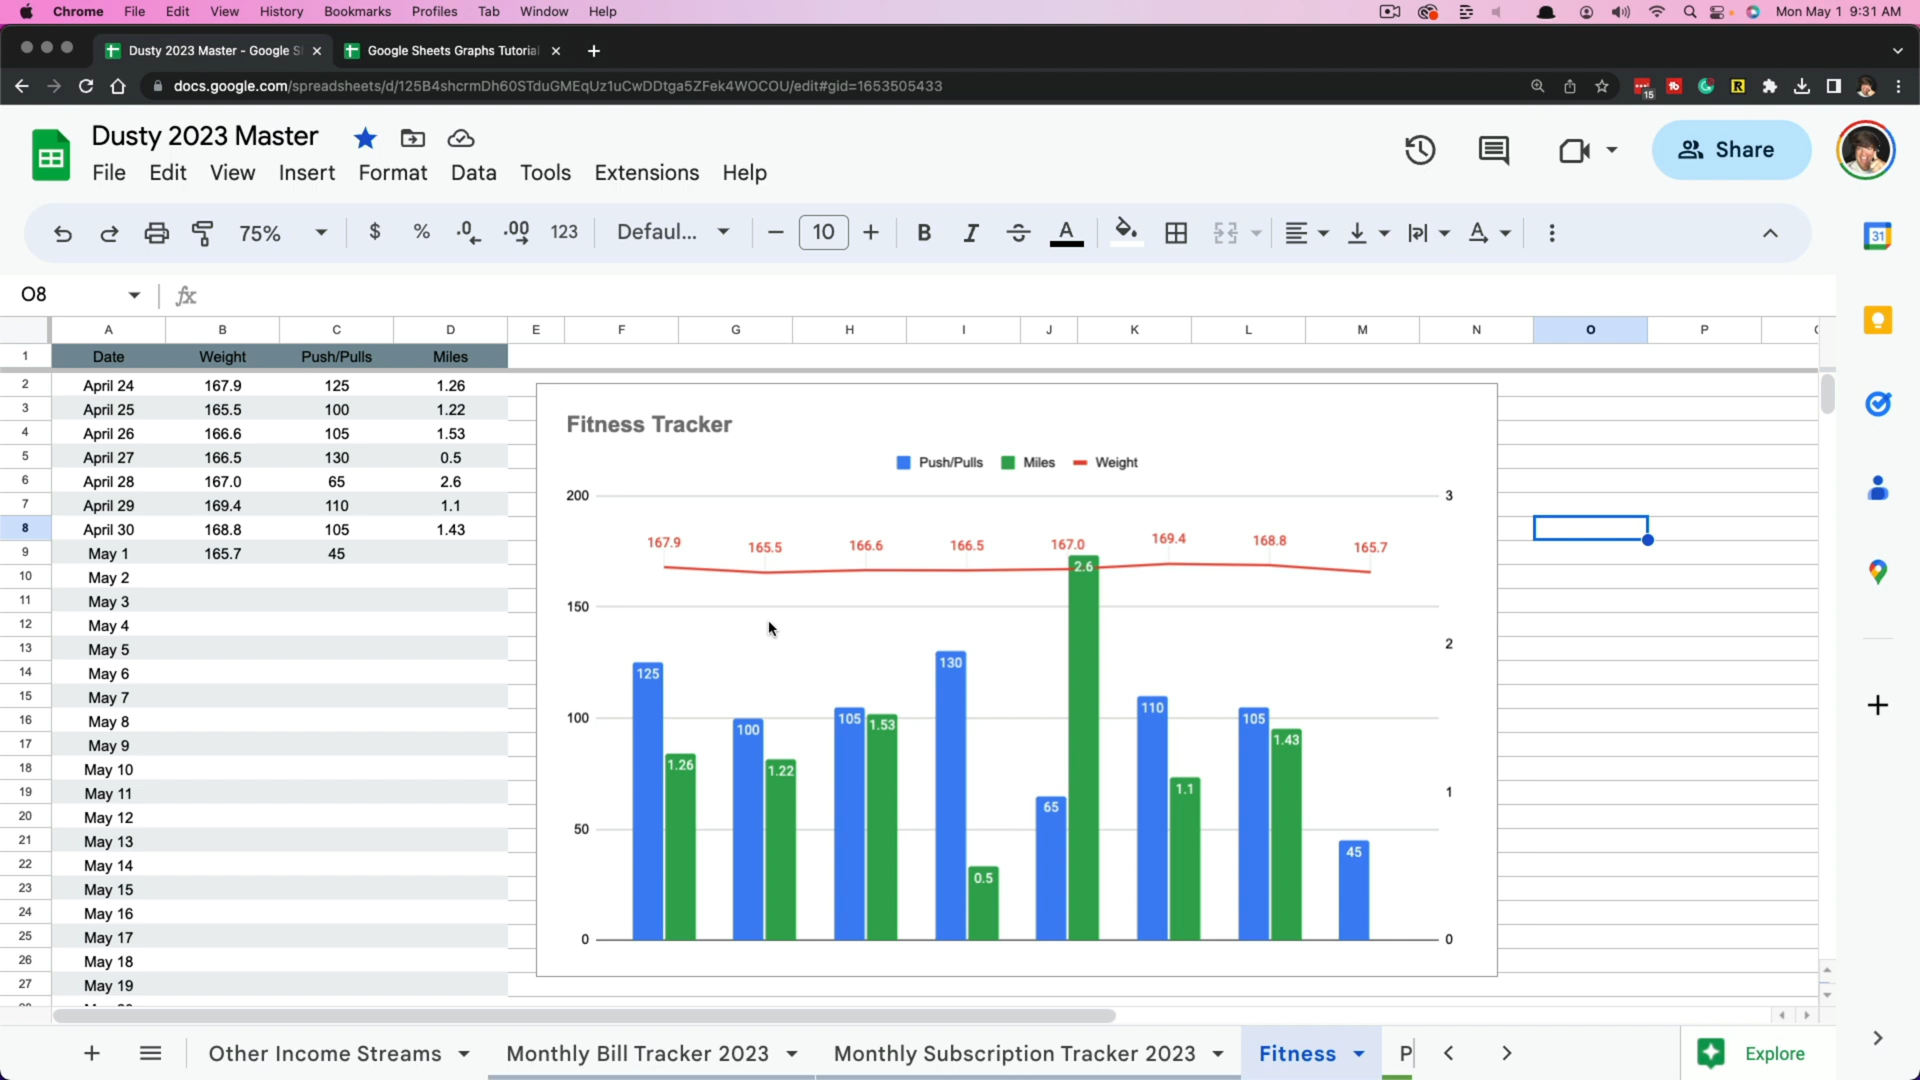 Chrome File Edit View History Bookmarks Profiles Tab Window Help Mon May 1 9:31 AM
Dusty 2023 Master - Google S Google Sheets Graphs Tutorial
docs.google.com/spreadsheets/d/125B4shcrmDh60STduGMEqUz1uCwDDtga5ZFek4WOCOU/edit#gid=1653505433
15
Dusty 2023 Master
File Edit View Insert Format Data Tools Extensions Help
Share
75% $ % .0 .00 123 Defaul... 10 B I S A
31
O8 fx
A B C D E F G H I J K L M N O P
1 Date Weight Push/Pulls Miles
2 April 24 167.9 125 1.26
3 April 25 165.5 100 1.22
4 April 26 166.6 105 1.53
5 April 27 166.5 130 0.5
6 April 28 167.0 65 2.6
7 April 29 169.4 110 1.1
8 April 30 168.8 105 1.43
9 May 1 165.7 45
10 May 2
11 May 3
12 May 4
13 May 5
14 May 6
15 May 7
16 May 8
17 May 9
18 May 10
19 May 11
20 May 12
21 May 13
22 May 14
23 May 15
24 May 16
25 May 17
26 May 18
27 May 19
Fitness Tracker
Push/Pulls Miles Weight
200 3
167.9 165.5 166.6 166.5 167.0 169.4 168.8 165.7
2.6
150
2
125 130
100 105 1.53 110 105
100
1.26 1.22 1.43
65 1.1 1
50
45
0.5
0 0
Other Income Streams Monthly Bill Tracker 2023 Monthly Subscription Tracker 2023 Fitness P Explore